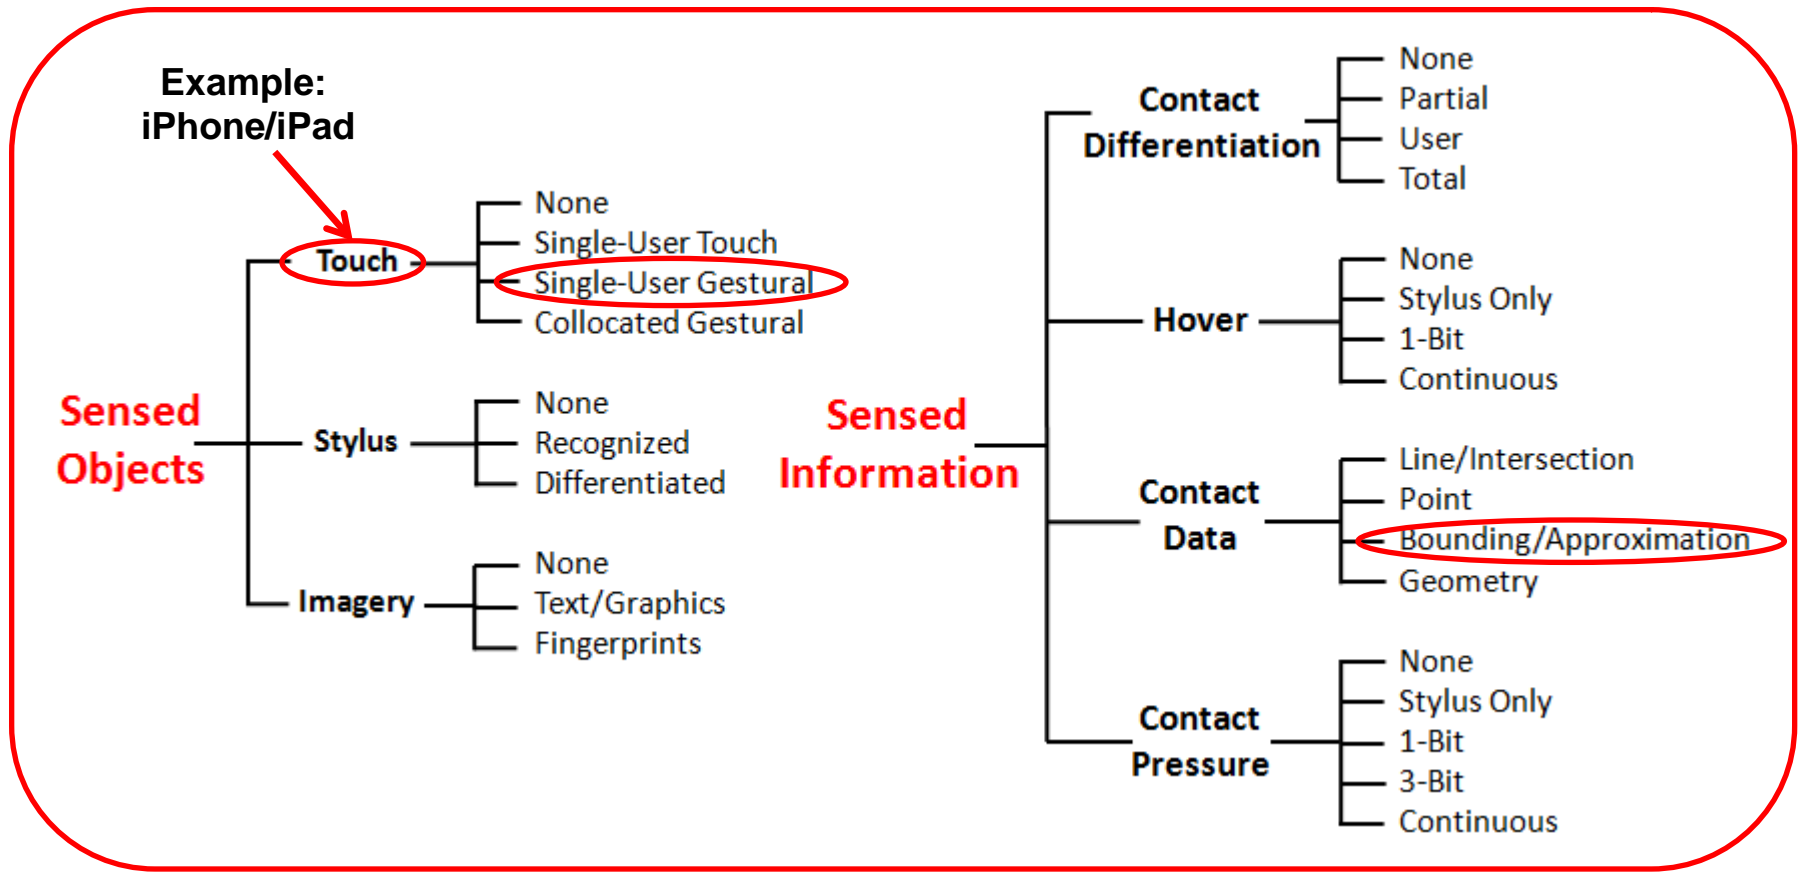 Example:
iPhone/iPad
Sensed
Objects
Touch
None
Single-User Touch
Single-User Gestural
Collocated Gestural
Stylus
None
Recognized
Differentiated
Imagery
None
Text/Graphics
Fingerprints
Sensed
Information
Contact
Differentiation
None
Partial
User
Total
Hover
None
Stylus Only
1-Bit
Continuous
Contact
Data
Line/Intersection
Point
Bounding/Approximation
Geometry
Contact
Pressure
None
Stylus Only
1-Bit
3-Bit
Continuous